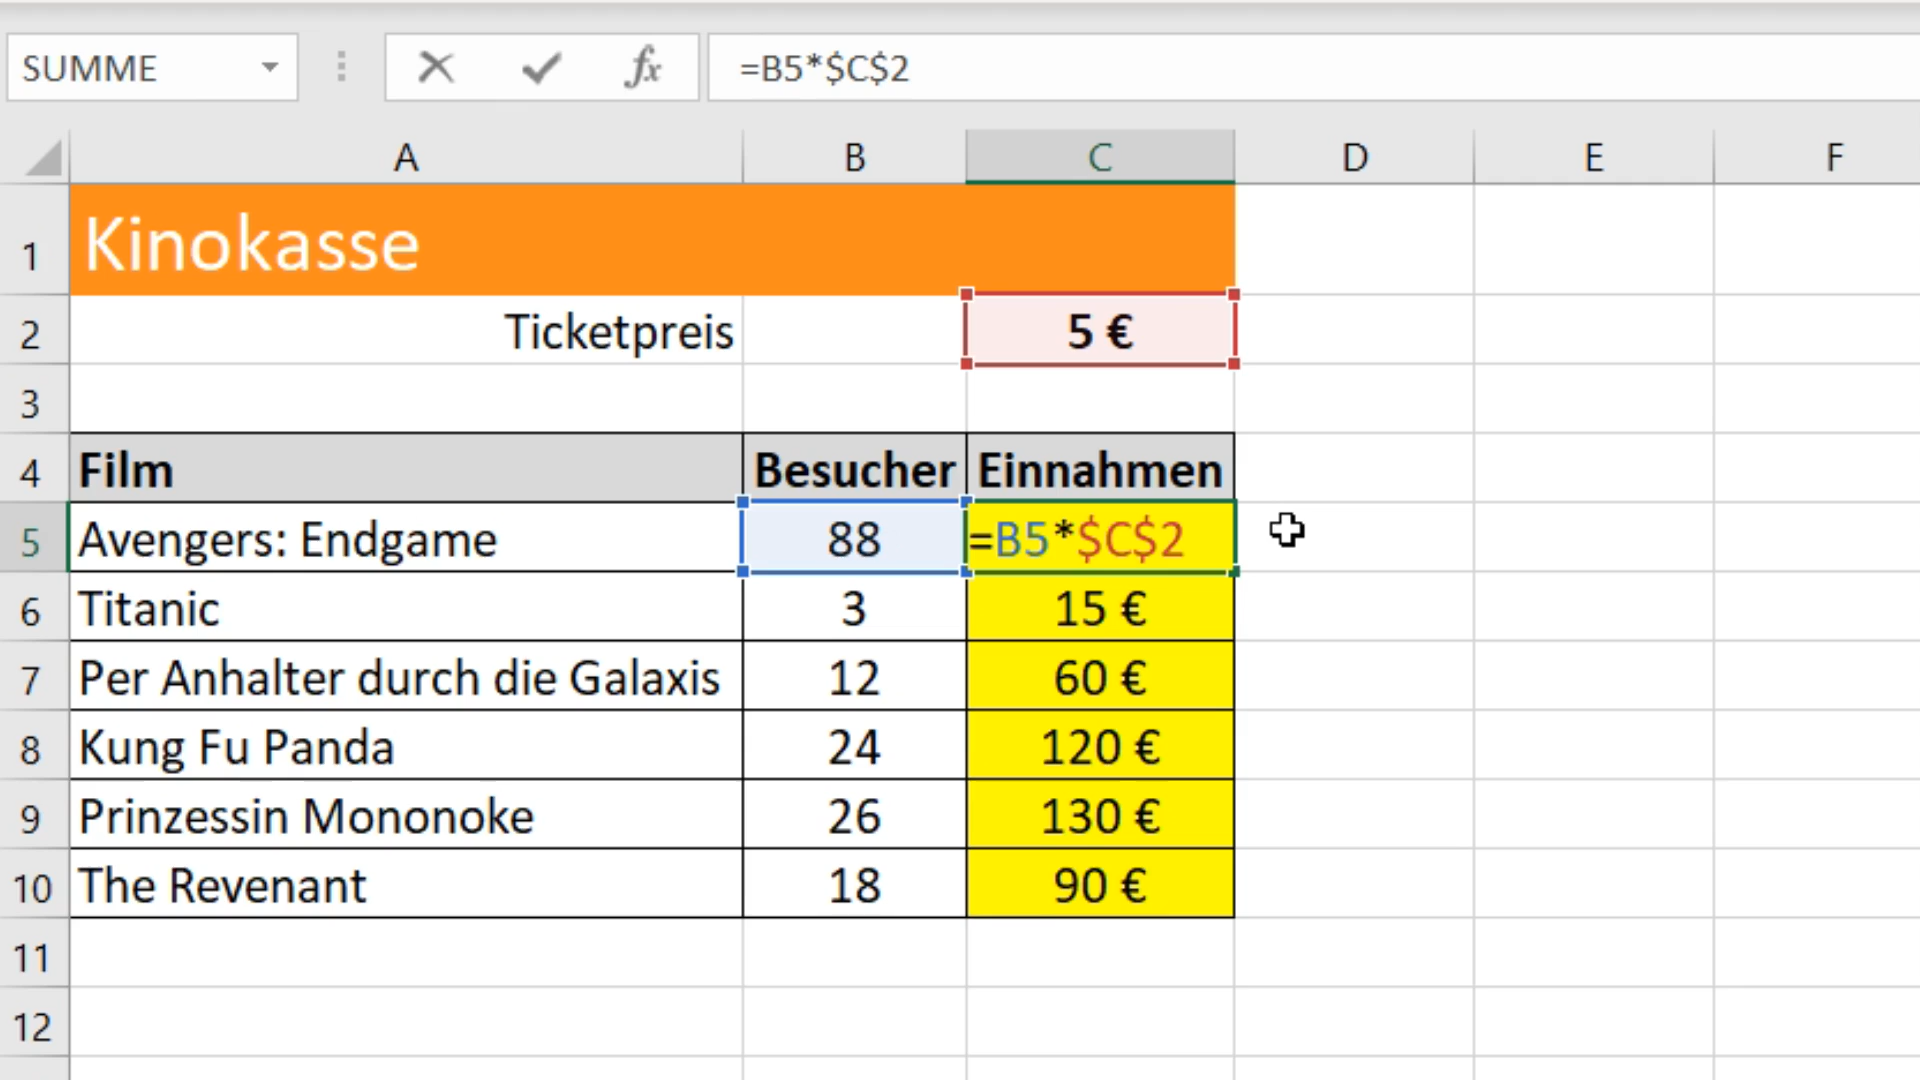 SUMME fx =B5*$C$2
A B C D E F
1 Kinokasse
2 Ticketpreis 5 €
3
4 Film Besucher Einnahmen
5 Avengers: Endgame 88 =B5*$C$2
6 Titanic 3 15 €
7 Per Anhalter durch die Galaxis 12 60 €
8 Kung Fu Panda 24 120 €
9 Prinzessin Mononoke 26 130 €
10 The Revenant 18 90 €
11
12